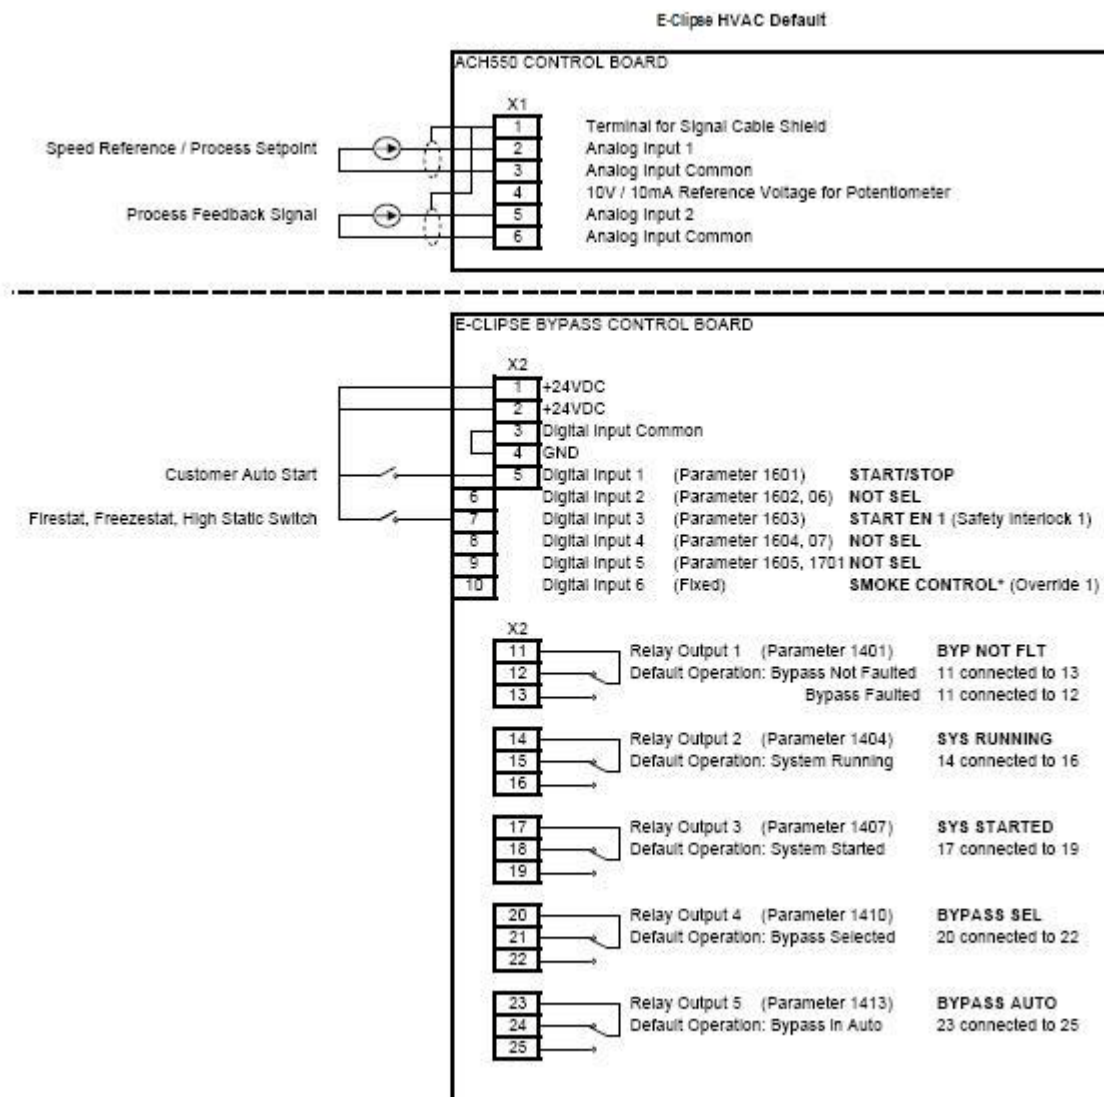 E-Clipse HVAC Default
ACH550 CONTROL BOARD
X1
1 Terminal for Signal Cable Shield
Speed Reference / Process Setpoint 2 Analog Input 1
3 Analog Input Common
4 10V / 10mA Reference Voltage for Potentiometer
Process Feedback Signal 5 Analog Input 2
6 Analog Input Common
E-CLIPSE BYPASS CONTROL BOARD
X2
1 +24VDC
2 +24VDC
3 Digital Input Common
4 GND
Customer Auto Start 5 Digital Input 1 (Parameter 1601) START/STOP
6 Digital Input 2 (Parameter 1602, 06) NOT SEL
Firestat, Freezestat, High Static Switch 7 Digital Input 3 (Parameter 1603) START EN 1 (Safety Interlock 1)
8 Digital Input 4 (Parameter 1604, 07) NOT SEL
9 Digital Input 5 (Parameter 1605, 1701 NOT SEL
10 Digital Input 6 (Fixed) SMOKE CONTROL* (Override 1)
X2
11 Relay Output 1 (Parameter 1401) BYP NOT FLT
12 Default Operation: Bypass Not Faulted 11 connected to 13
13 Bypass Faulted 11 connected to 12
14 Relay Output 2 (Parameter 1404) SYS RUNNING
15 Default Operation: System Running 14 connected to 16
16
17 Relay Output 3 (Parameter 1407) SYS STARTED
18 Default Operation: System Started 17 connected to 19
19
20 Relay Output 4 (Parameter 1410) BYPASS SEL
21 Default Operation: Bypass Selected 20 connected to 22
22
23 Relay Output 5 (Parameter 1413) BYPASS AUTO
24 Default Operation: Bypass in Auto 23 connected to 25
25